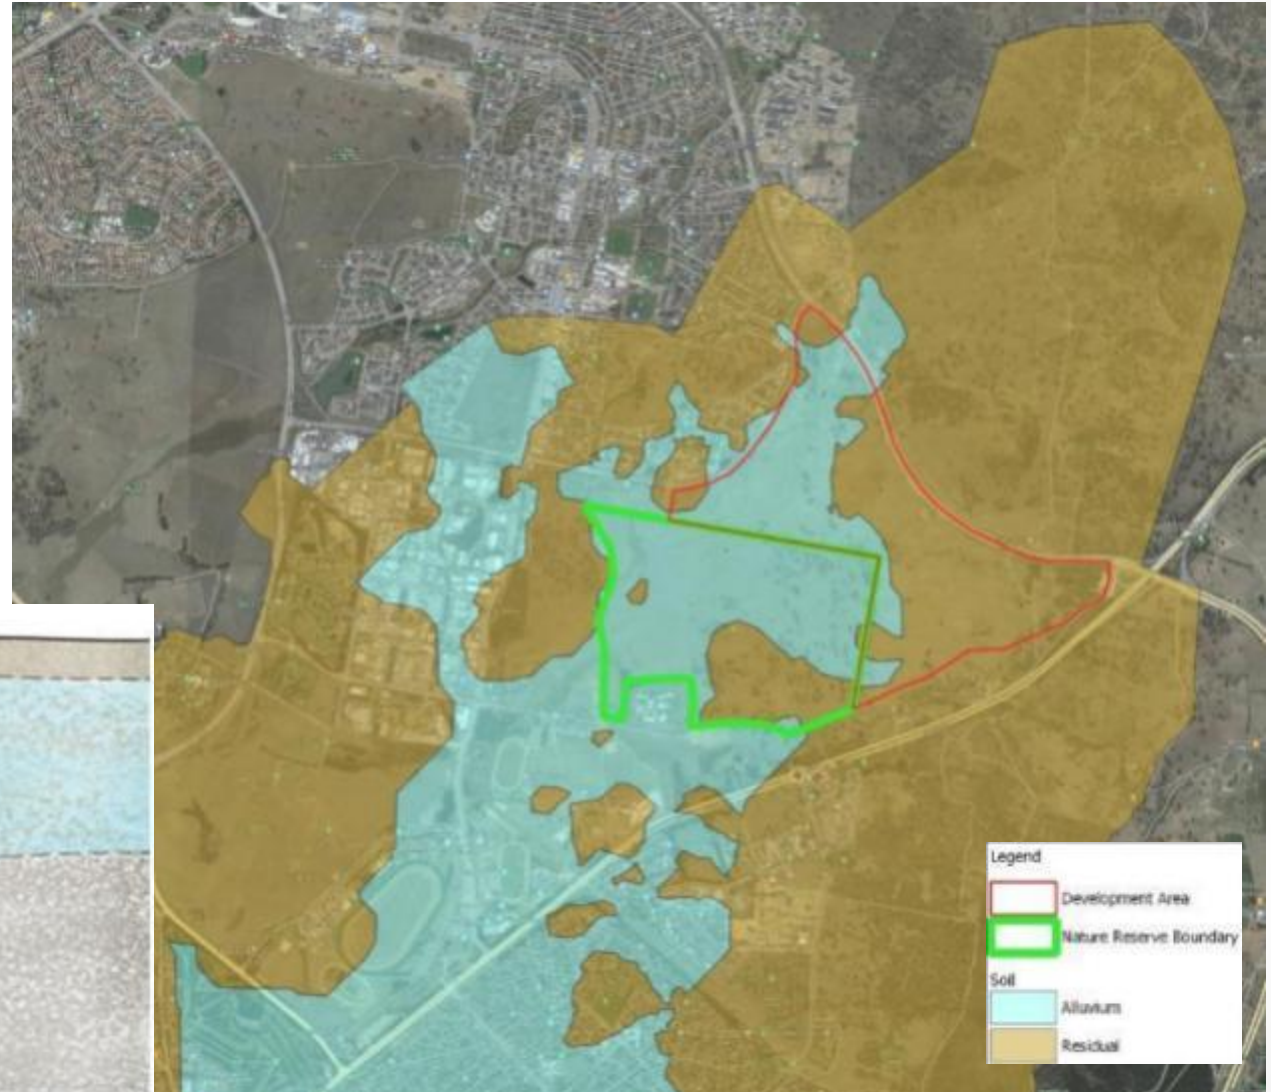 Legend
Development Area
Nature Reserve Boundary
Soil
Alluvium
Residual